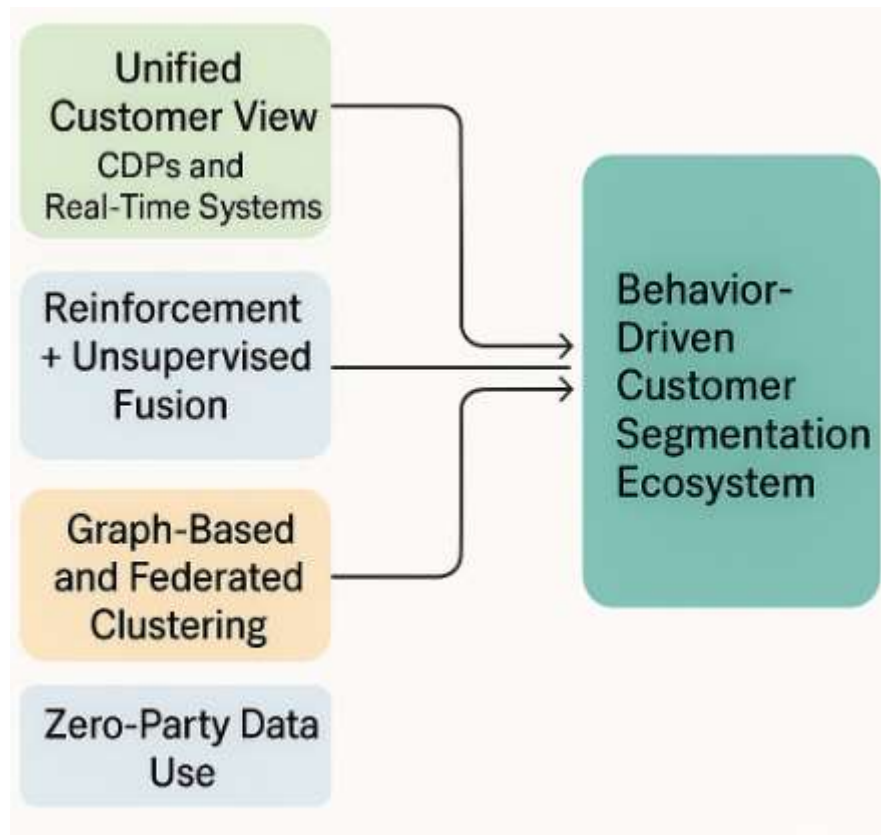 Unified
Customer View
CDPs and
Real-Time Systems
Reinforcement
+ Unsupervised
Fusion
Graph-Based
and Federated
Clustering
Zero-Party Data
Use
Behavior-
Driven
Customer
Segmentation
Ecosystem